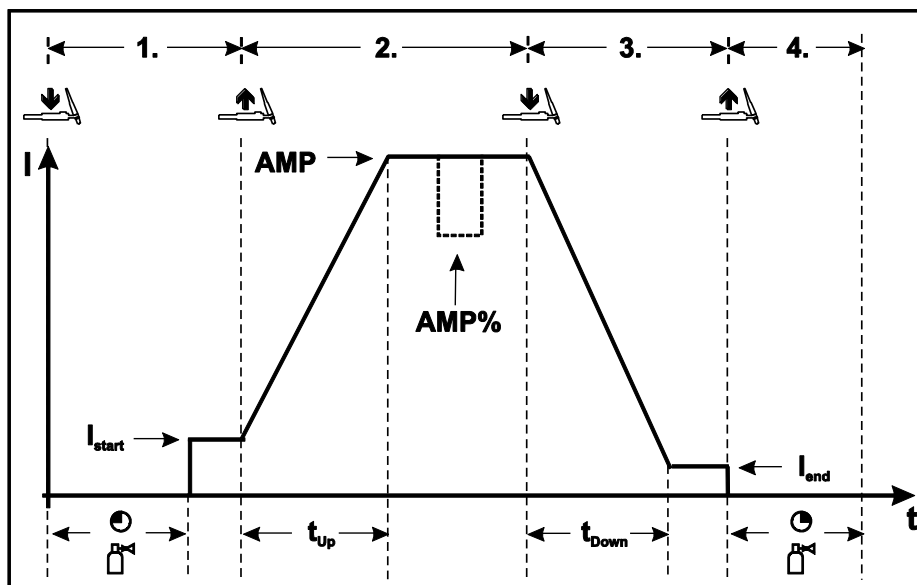 1. 2. 3. 4.
I
AMP
AMP%
Istart
Iend
t
tUp
tDown